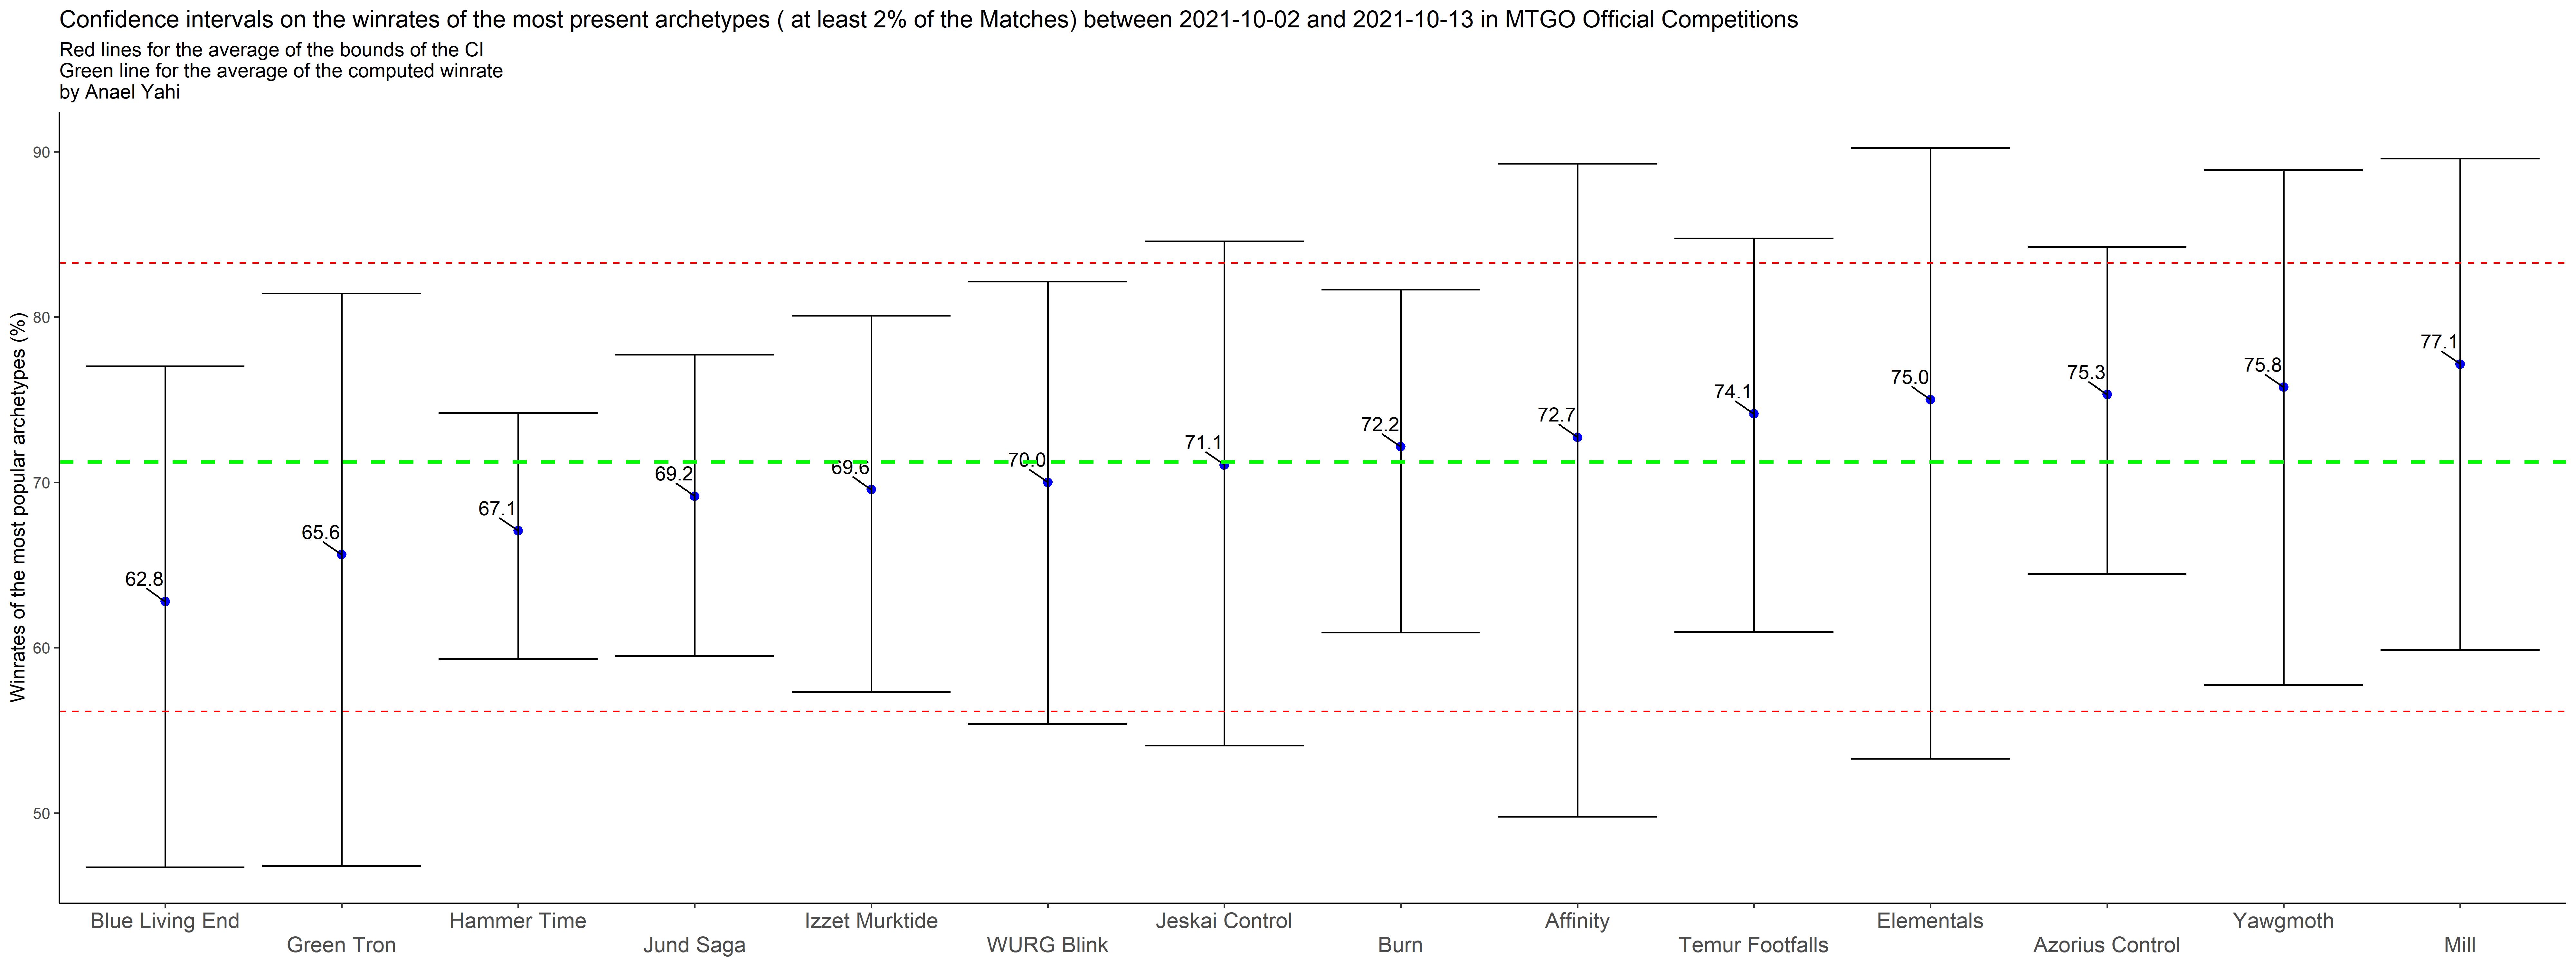 Confidence intervals on the winrates of the most present archetypes ( at least 2% of the Matches) between 2021-10-02 and 2021-10-13 in MTGO Official Competitions
Red lines for the average of the bounds of the CI
Green line for the average of the computed winrate
by Anael Yahi
Winrates of the most popular archetypes (%)
90
80
70
60
50
62.8
65.6
67.1
69.2
69.6
70.0
71.1
72.2
72.7
74.1
75.0
75.3
75.8
77.1
Blue Living End
Green Tron
Hammer Time
Jund Saga
Izzet Murktide
WURG Blink
Jeskai Control
Burn
Affinity
Temur Footfalls
Elementals
Azorius Control
Yawgmoth
Mill